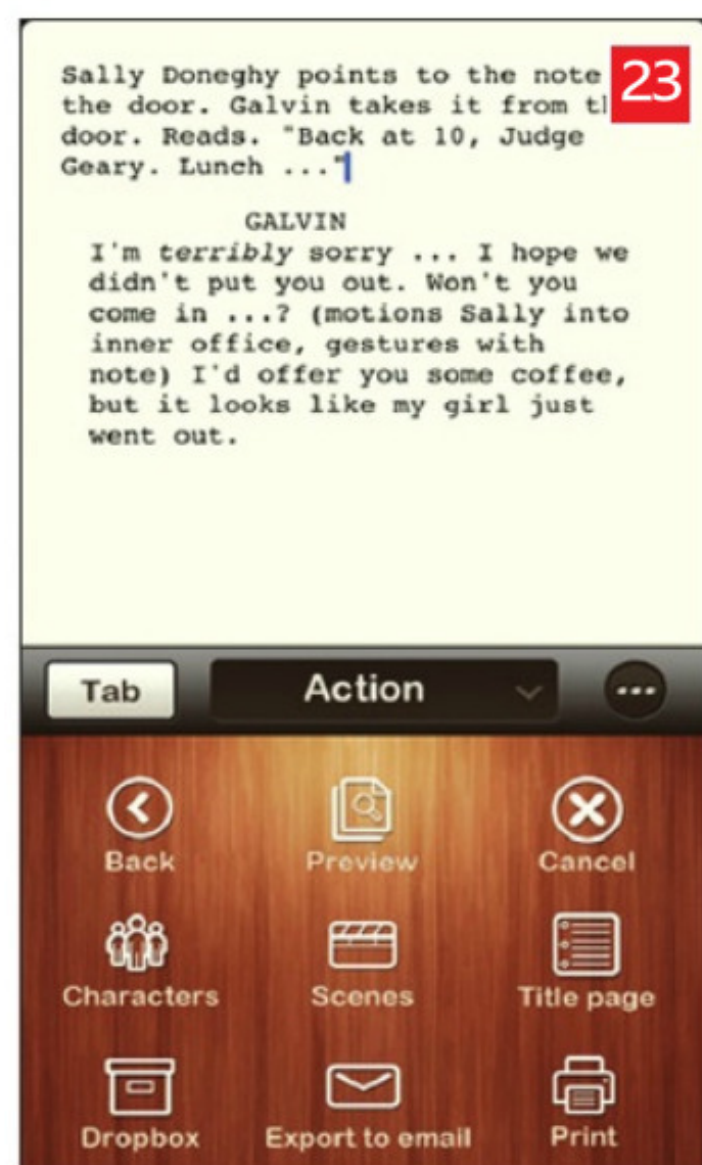 Sally Doneghy points to the note
the door. Galvin takes it from t
door. Reads. "Back at 10, Judge
Geary. Lunch ..."
23
GALVIN
I'm terribly sorry ... I hope we
didn't put you out. Won't you
come in ...? (motions Sally into
inner office, gestures with
note) I'd offer you some coffee,
but it looks like my girl just
went out.
Tab
Action
Back
Preview
Cancel
Characters
Scenes
Title page
Dropbox
Export to email
Print